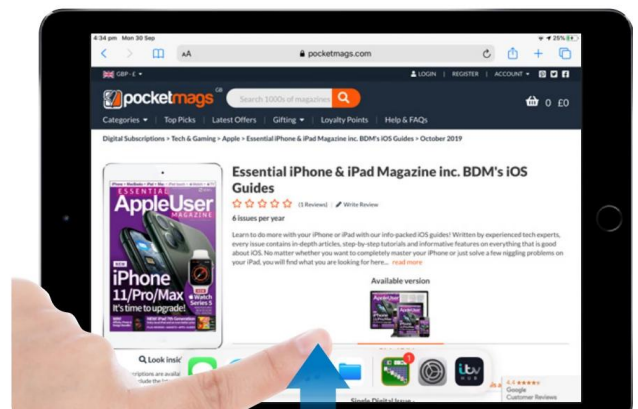 4:34 pm Mon 30 Sep
25%
AA
pocketmags.com
GBP - £
LOGIN | REGISTER | ACCOUNT
pocketmags GB
Search 1000s of magazines
0 £0
Categories | Top Picks | Latest Offers | Gifting | Loyalty Points | Help & FAQs
Digital Subscriptions > Tech & Gaming > Apple > Essential iPhone & iPad Magazine inc. BDM's iOS Guides > October 2019
Essential iPhone & iPad Magazine inc. BDM's iOS
Guides
(3 Reviews) Write Review
6 issues per year
Learn to do more with your iPhone or iPad with our info-packed iOS guides! Written by experienced tech experts,
every issue contains in-depth articles, step-by-step tutorials and informative features on everything that is good
about iOS. No matter whether you want to completely master your iPhone or just solve a few niggling problems on
your iPad, you will find what you are looking for here... read more
Available version
ESSENTIAL
AppleUser
MAGAZINE
NEW
iPhone
11/Pro/Max
It's time to upgrade!
Watch
Series 5
AppleUser
Look insid
1
itv
HUB
4.4
Google
Customer Reviews
Single Digital Issue